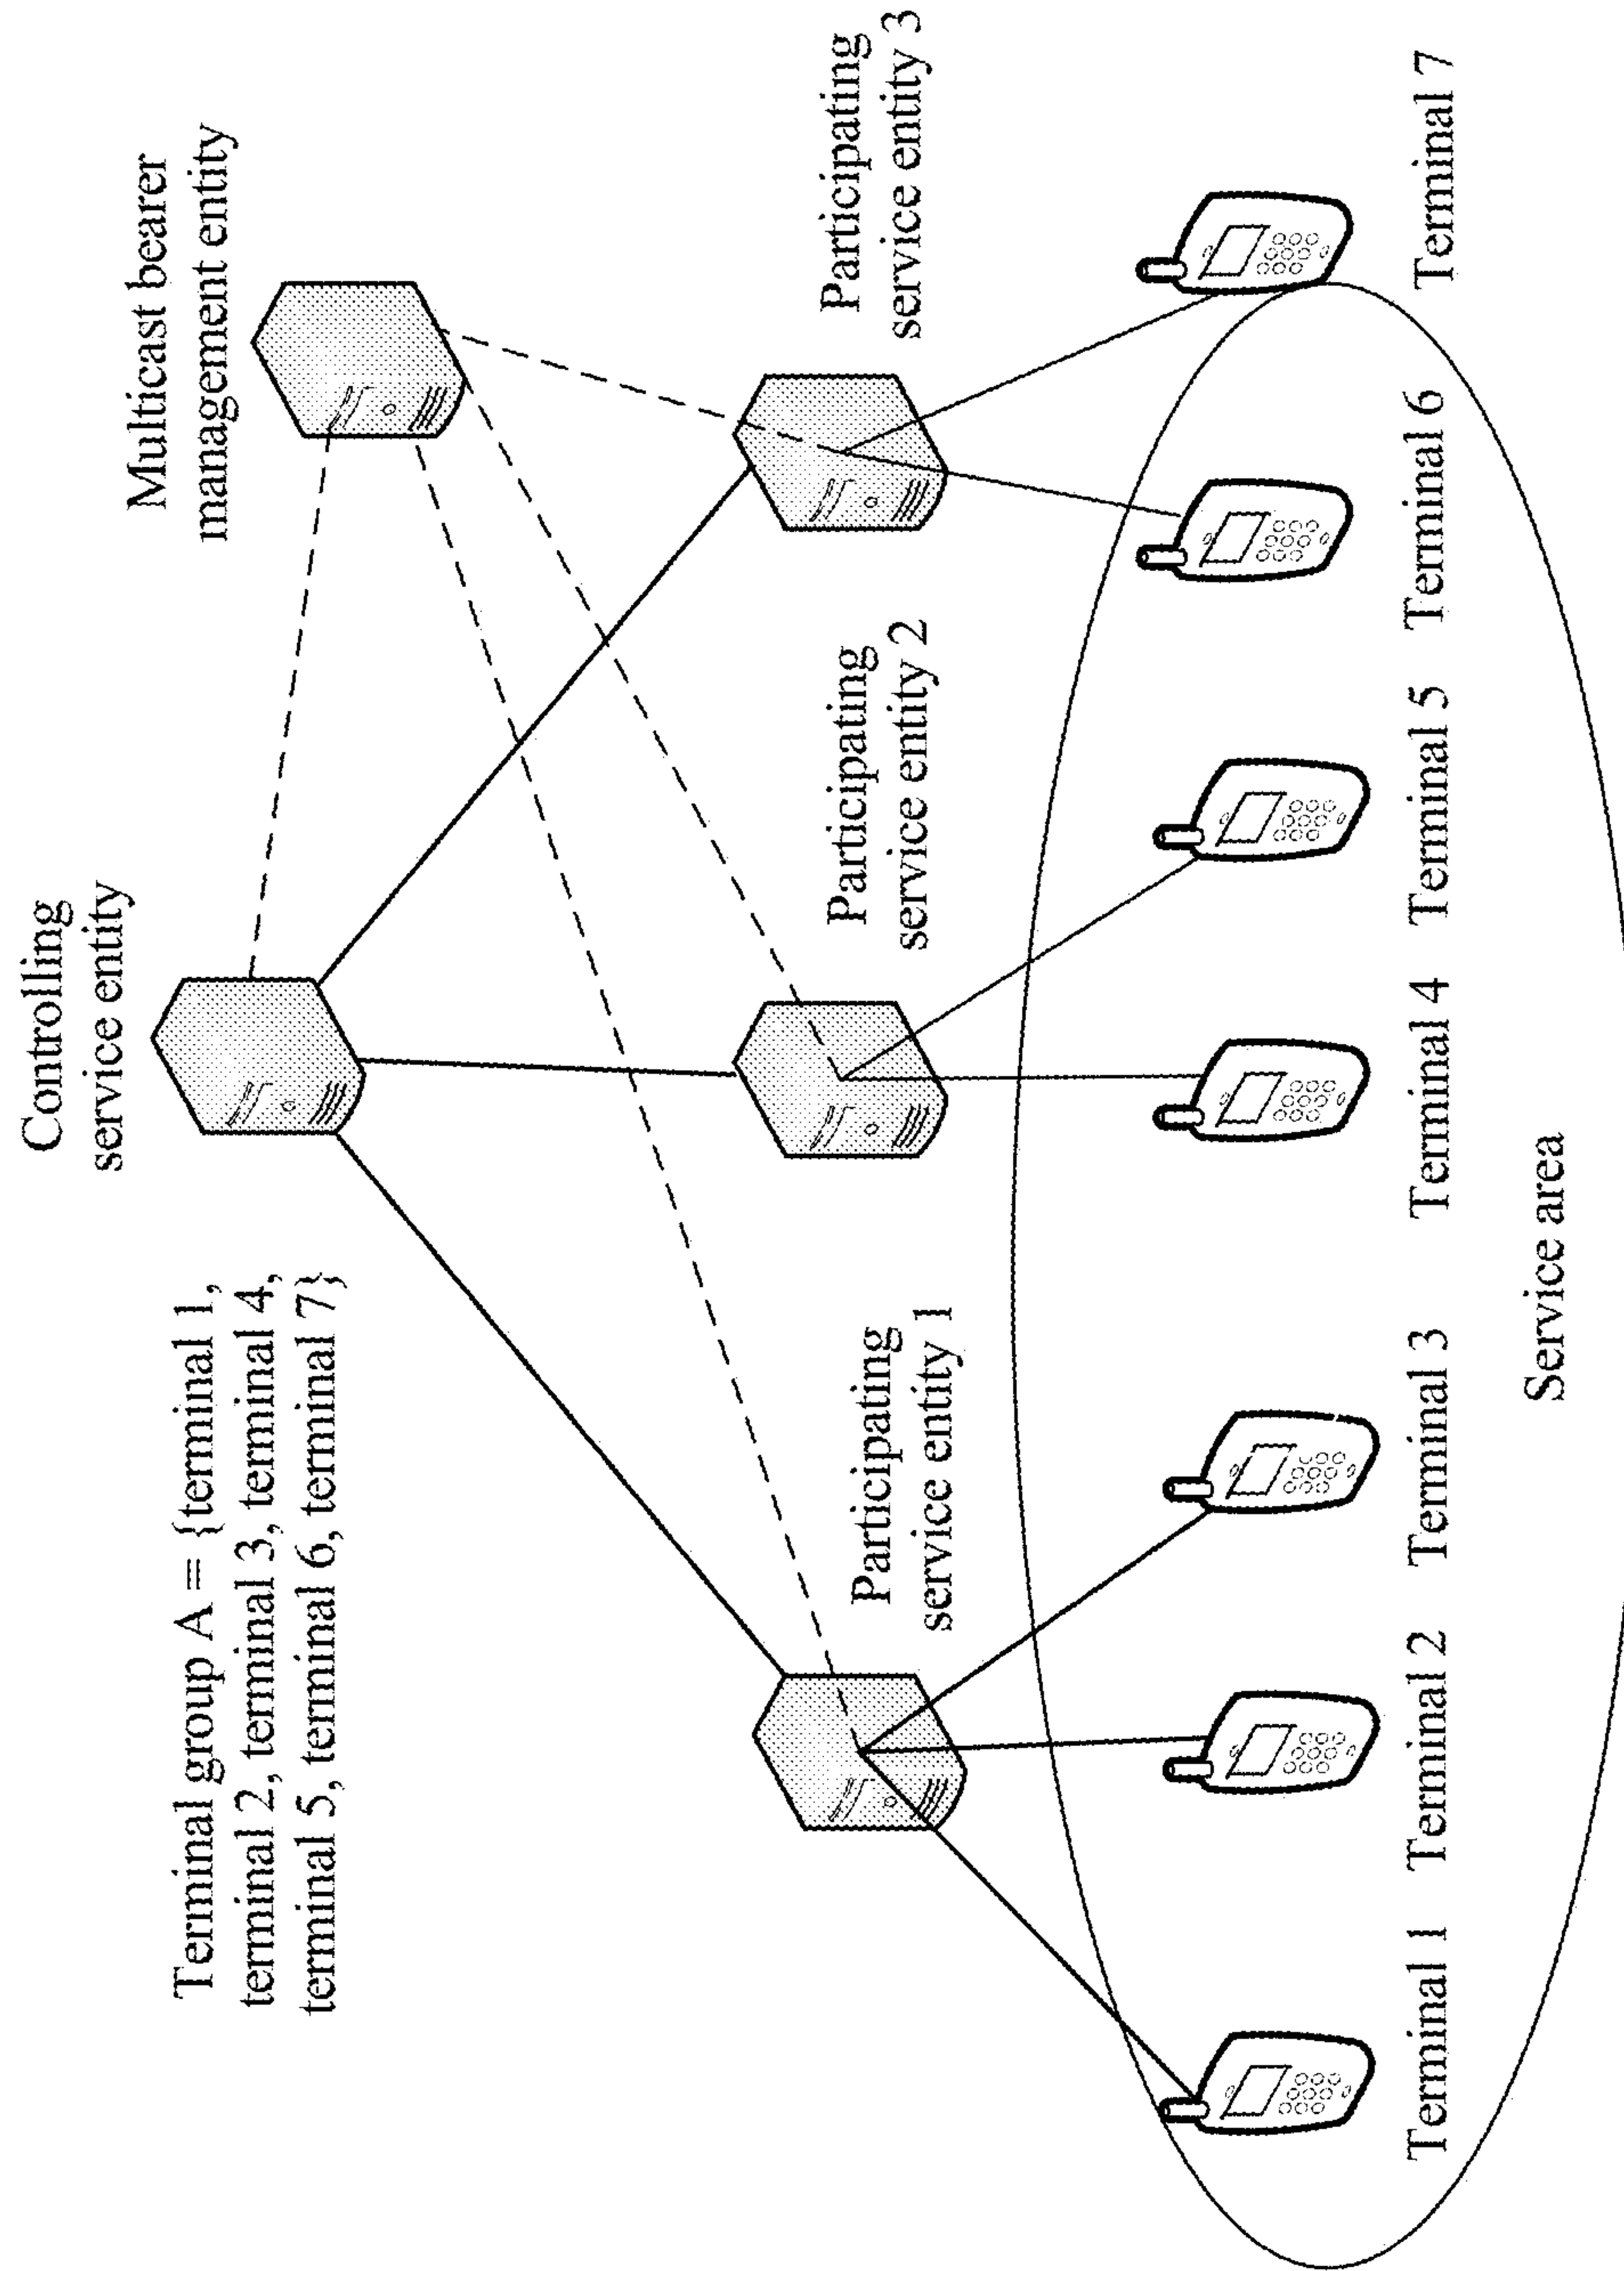 Controlling
service entity
Multicast bearer
management entity
Terminal group A = {terminal 1,
terminal 2, terminal 3, terminal 4,
terminal 5, terminal 6, terminal 7}
Participating
service entity 1
Participating
service entity 2
Participating
service entity 3
Terminal 1
Terminal 2
Terminal 3
Terminal 4
Terminal 5
Terminal 6
Terminal 7
Service area